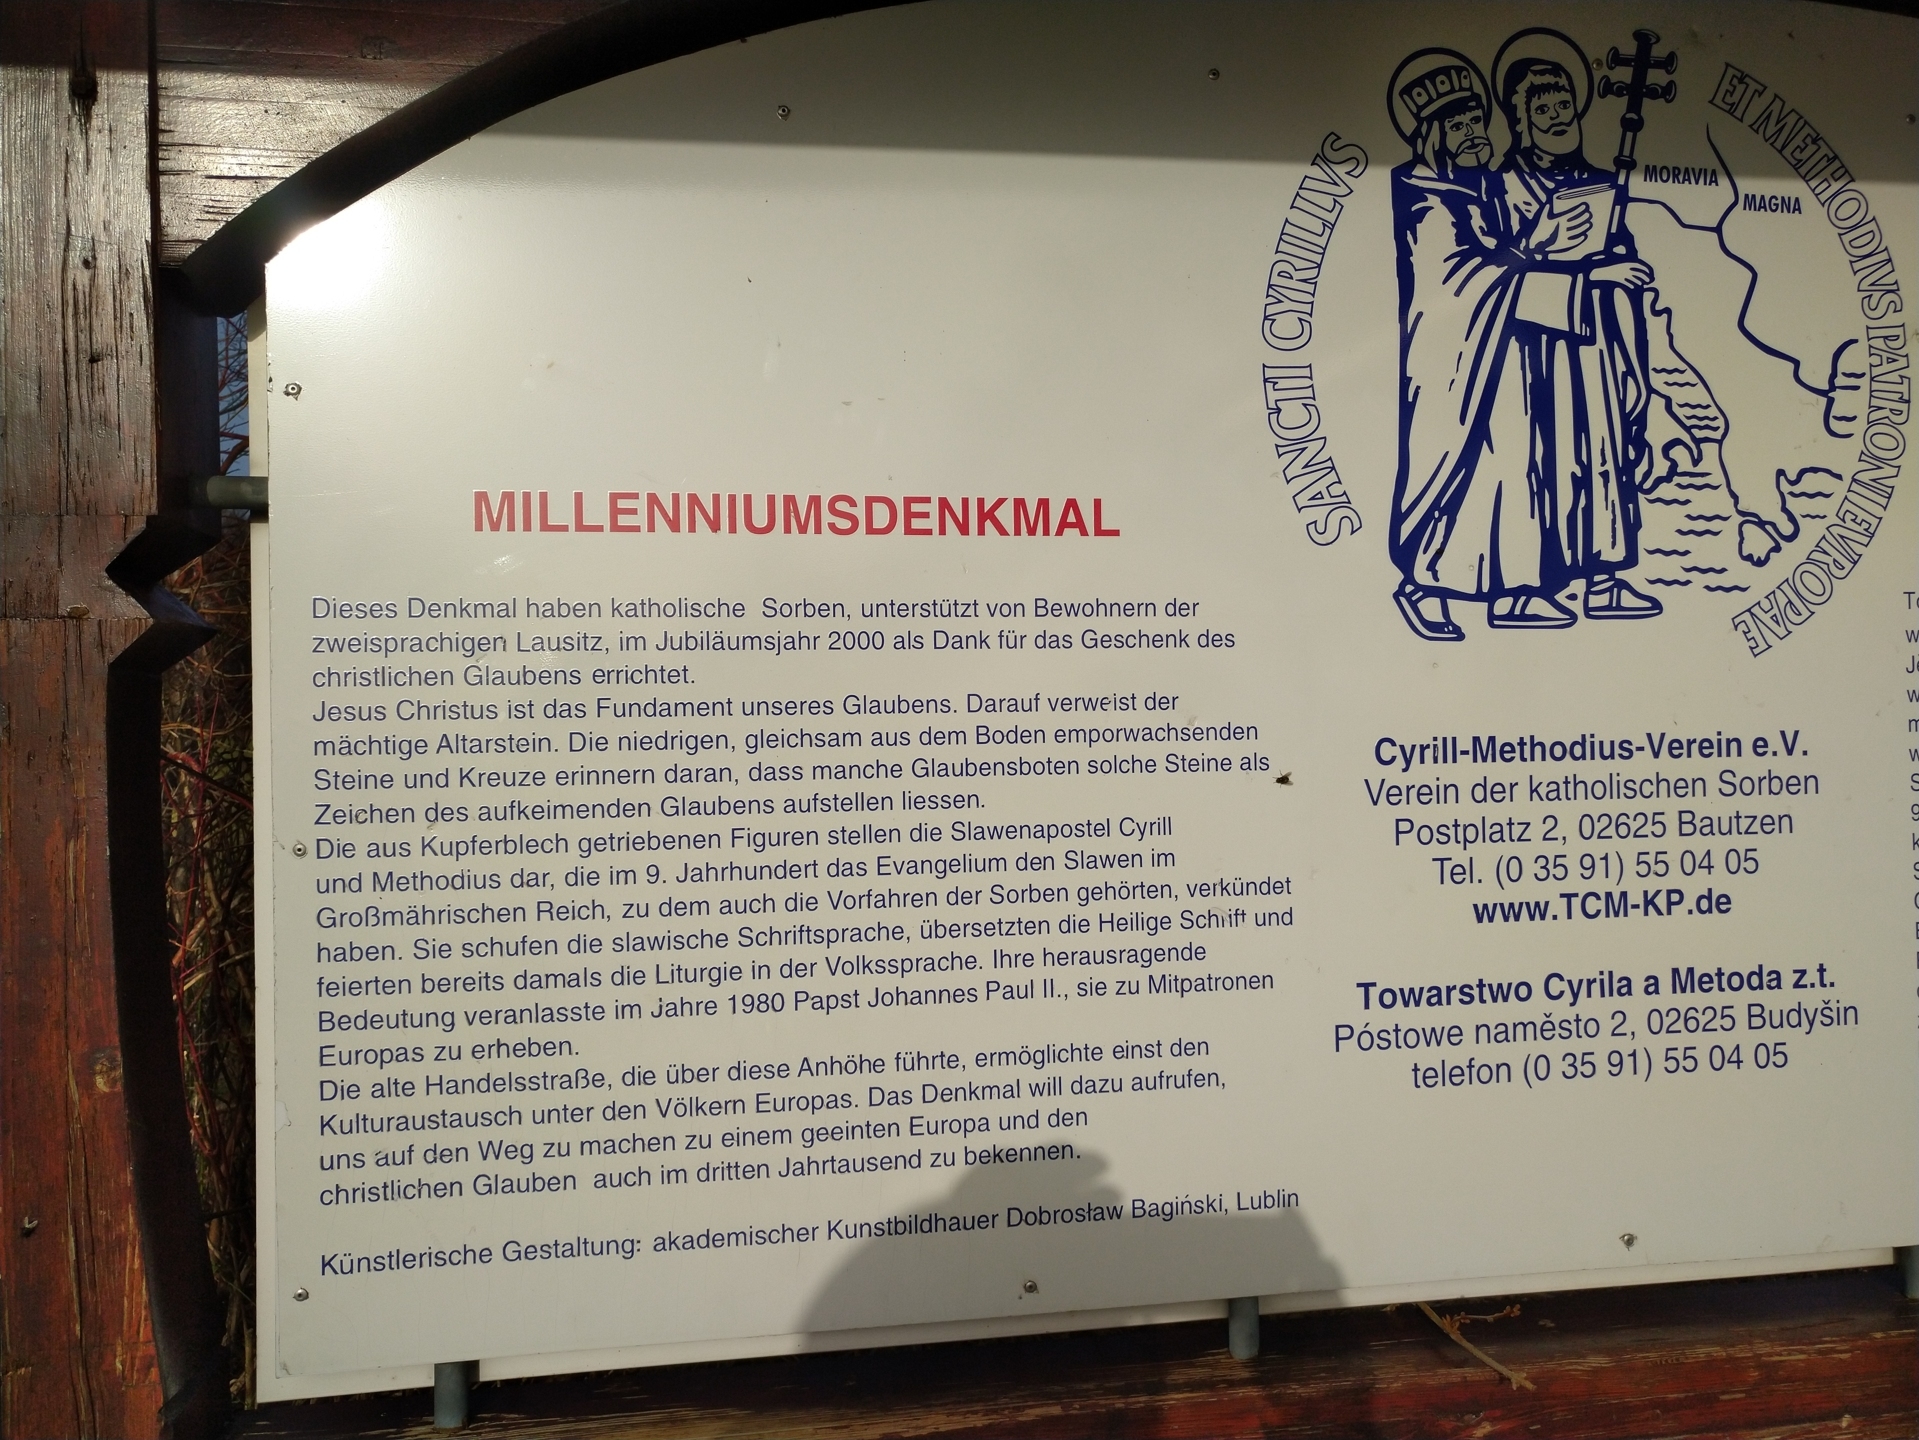 MILLENNIUMSDENKMAL
Dieses Denkmal haben katholische Sorben, unterstützt von Bewohnern der
zweisprachigen Lausitz, im Jubiläumsjahr 2000 als Dank für das Geschenk des
christlichen Glaubens errichtet.
Jesus Christus ist das Fundament unseres Glaubens. Darauf verweist der
mächtige Altarstein. Die niedrigen, gleichsam aus dem Boden emporwachsenden
Steine und Kreuze erinnern daran, dass manche Glaubensboten solche Steine als
Zeichen des aufkeimenden Glaubens aufstellen liessen.
Die aus Kupferblech getriebenen Figuren stellen die Slawenapostel Cyrill
und Methodius dar, die im 9. Jahrhundert das Evangelium den Slawen im
Großmährischen Reich, zu dem auch die Vorfahren der Sorben gehörten, verkündet
haben. Sie schufen die slawische Schriftsprache, übersetzten die Heilige Schrift und
feierten bereits damals die Liturgie in der Volkssprache. Ihre herausragende
Bedeutung veranlasste im Jahre 1980 Papst Johannes Paul II., sie zu Mitpatronen
Europas zu erheben.
Die alte Handelsstraße, die über diese Anhöhe führte, ermöglichte einst den
Kulturaustausch unter den Völkern Europas. Das Denkmal will dazu aufrufen,
uns auf den Weg zu machen zu einem geeinten Europa und den
christlichen Glauben auch im dritten Jahrtausend zu bekennen.
Künstlerische Gestaltung: akademischer Kunstbildhauer Dobrosław Bagiński, Lublin
SANCTI CYRILLVS
ET METHODIVS PATRONI EVROPAE
MORAVIA
MAGNA
Cyrill-Methodius-Verein e.V.
Verein der katholischen Sorben
Postplatz 2, 02625 Bautzen
Tel. (0 35 91) 55 04 05
www.TCM-KP.de
Towarstwo Cyrila a Metoda z.t.
Póstowe naměsto 2, 02625 Budyšin
telefon (0 35 91) 55 04 05